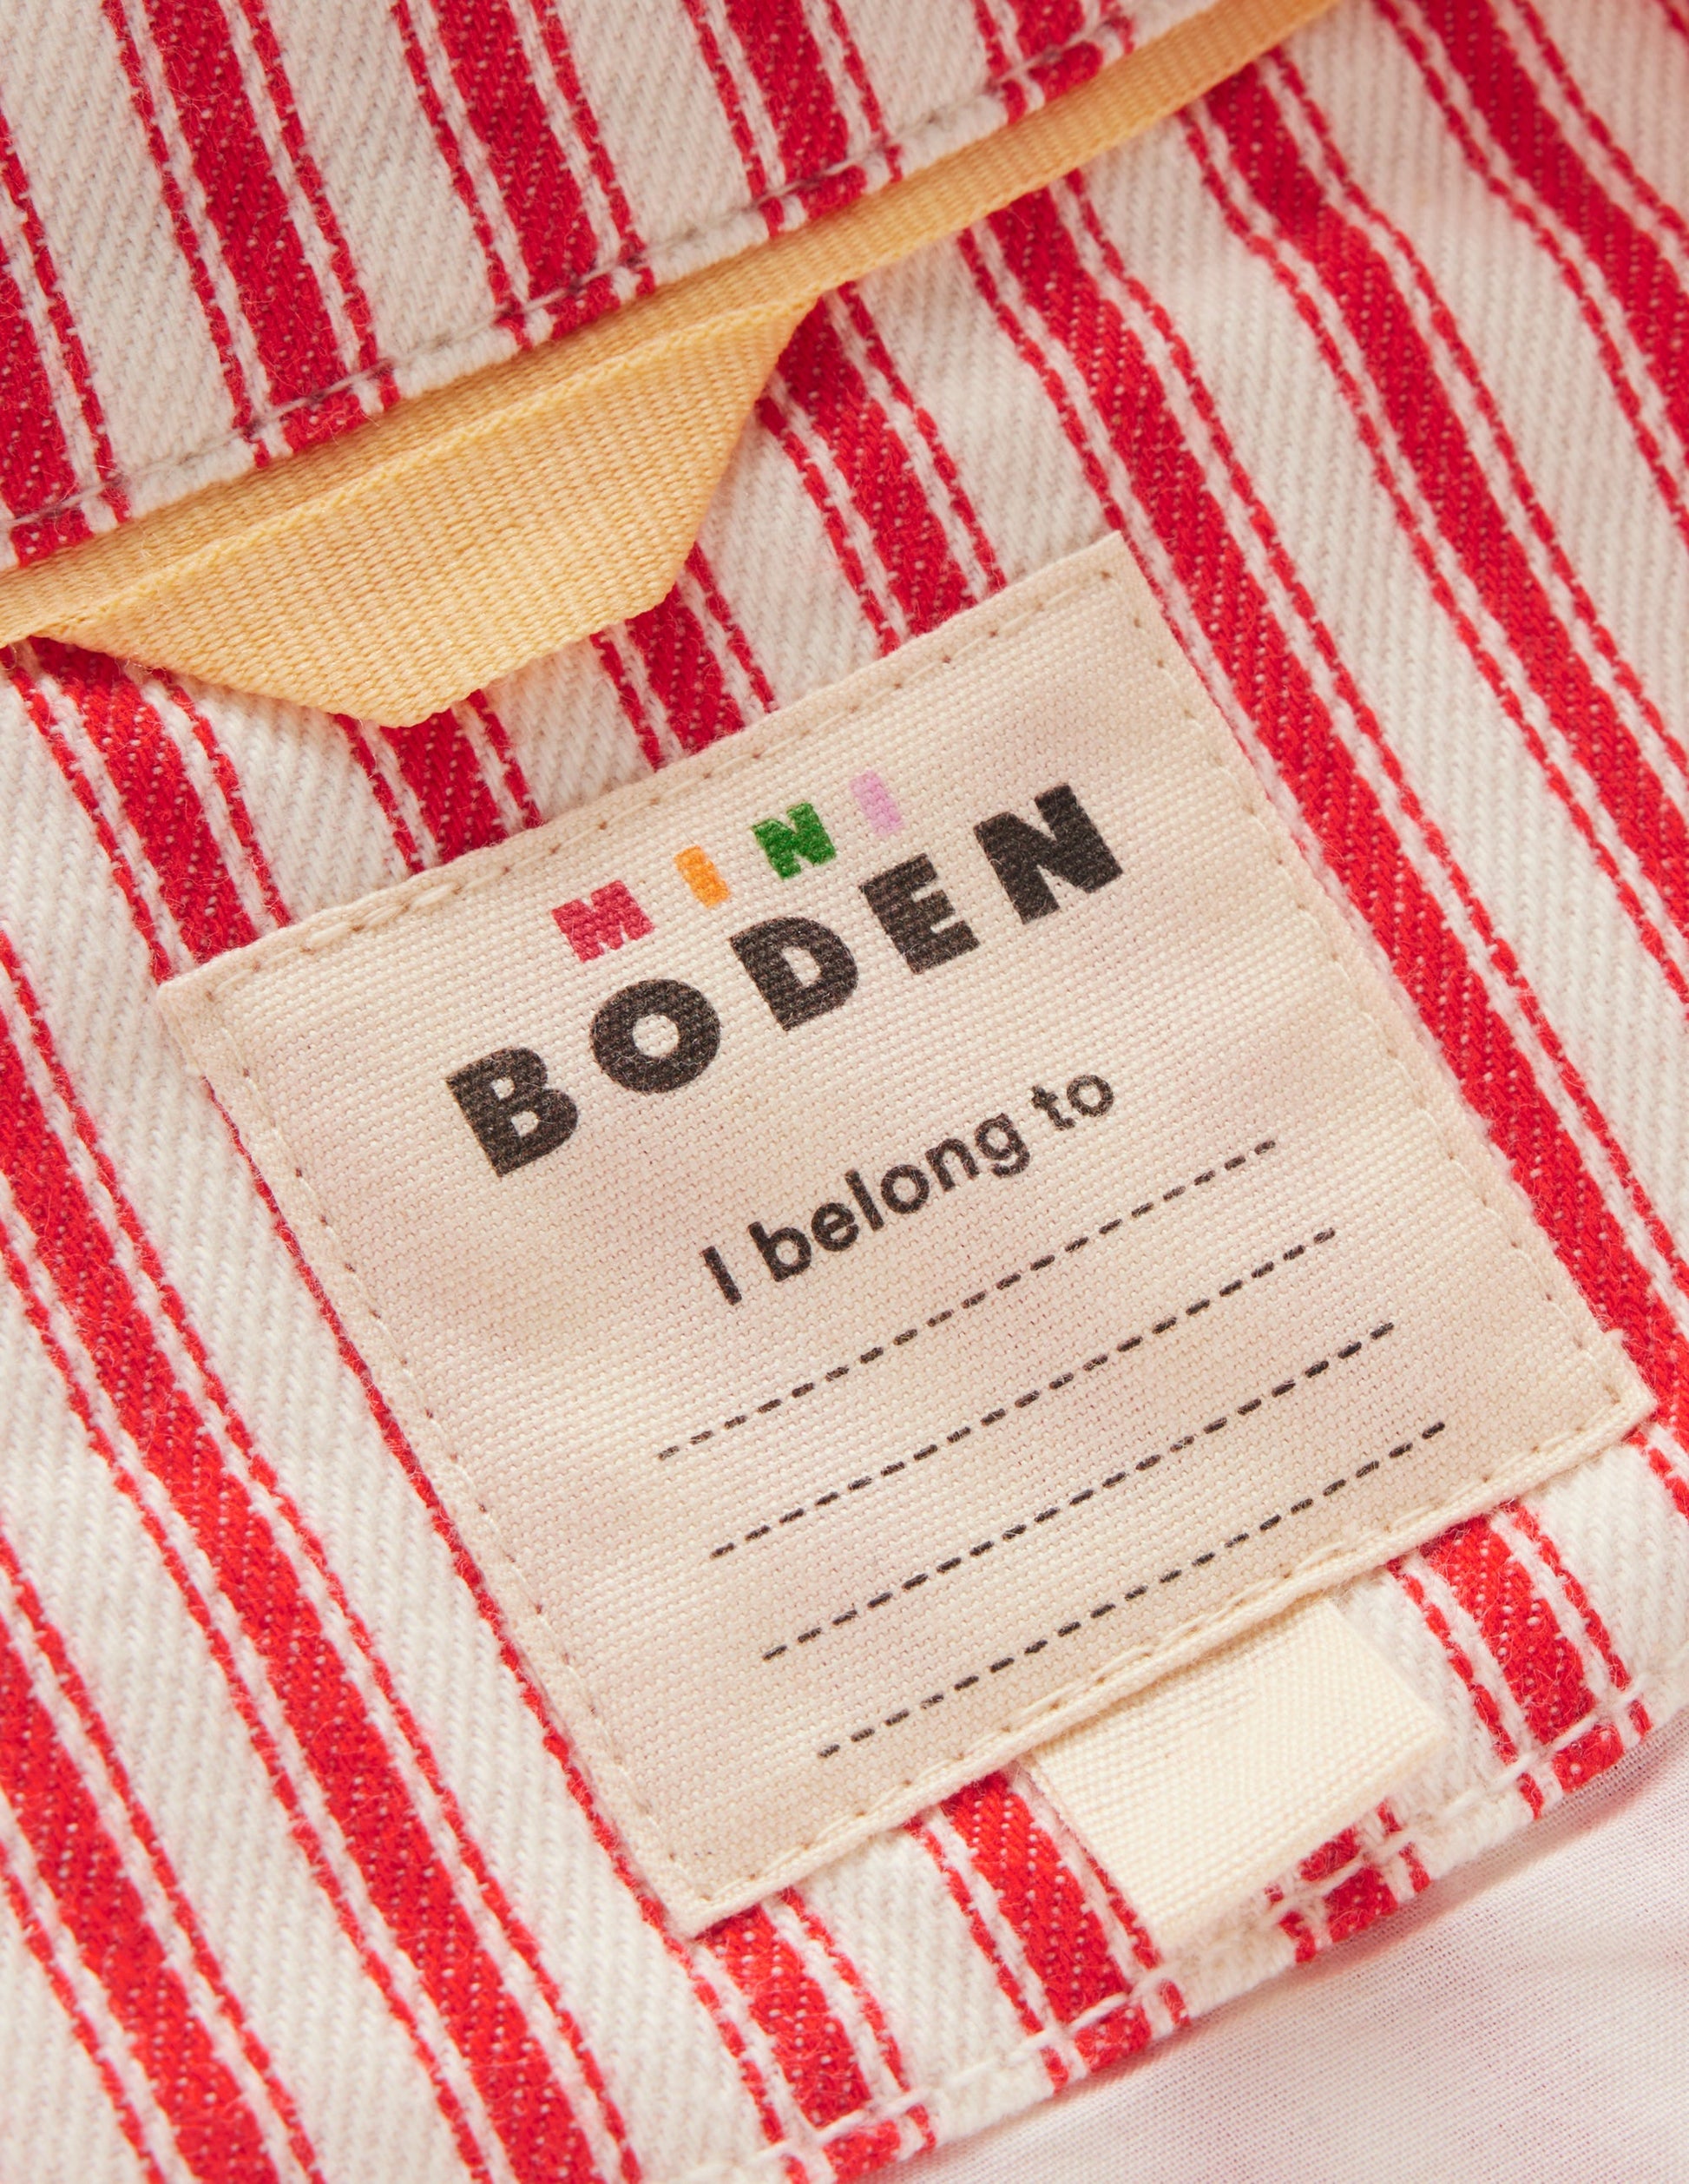 MINI
BODEN
I belong to